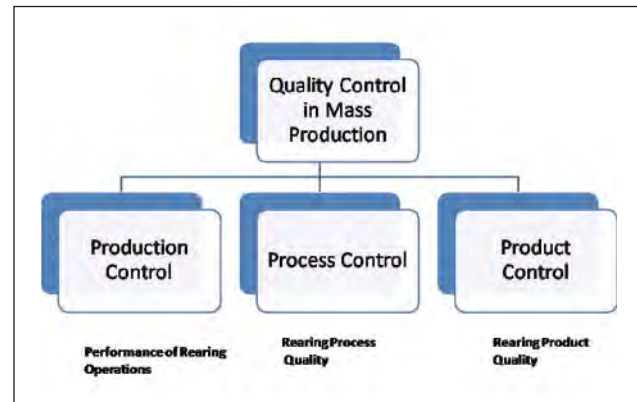 Quality Control
in Mass
Production
Production
Control
Process Control
Product
Control
Performance of Rearing
Operations
Rearing Process
Quality
Rearing Product
Quality